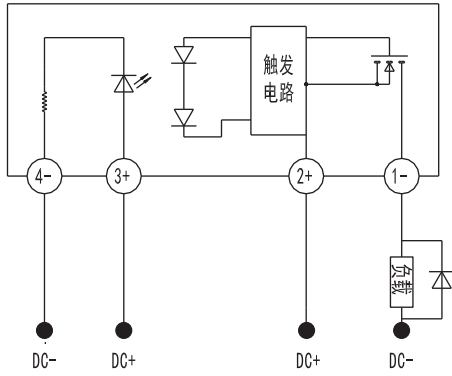 触发
电路
4-
3+
2+
1-
负载
DC-
DC+
DC+
DC-